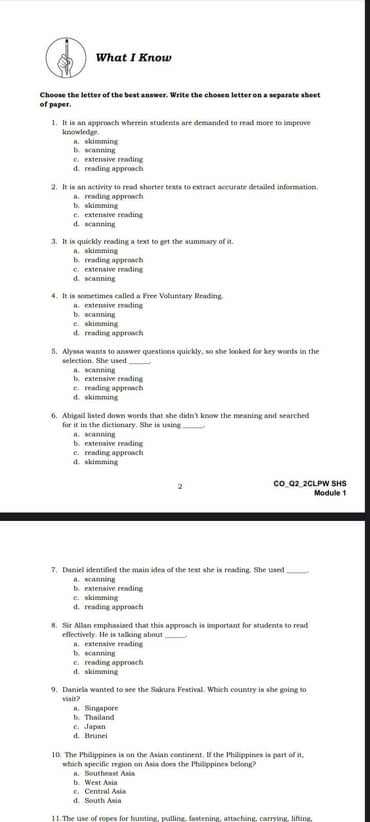 What I Know
Choose the letter of the best answer. Write the chosen letter on a separate sheet
of paper.
1. It is an approach wherein students are demanded to read more to improve
knowledge.
a. skimming
b. scanning
c. extensive reading
d. reading approach
2. It is an activity to read shorter texts to extract accurate detailed information.
a. reading approach
b. skimming
c. extensive reading
d. scanning
3. It is quickly reading a text to get the summary of it.
a. skimming
b. reading approach
c. extensive reading
d. scanning
4. It is sometimes called a Free Voluntary Reading.
a. extensive reading
b. scanning
c. skimming
d. reading approach
5. Alyssa wants to answer questions quickly, so she looked for key words in the
selection. She used ______.
a. scanning
b. extensive reading
c. reading approach
d. skimming
6. Abigail listed down words that she didn't know the meaning and searched
for it in the dictionary. She is using ______.
a. scanning
b. extensive reading
c. reading approach
d. skimming
2
CO_Q2_2CLPW SHS
Module 1
7. Daniel identified the main idea of the text she is reading. She used ______.
a. scanning
b. extensive reading
c. skimming
d. reading approach
8. Sir Allan emphasized that this approach is important for students to read
effectively. He is talking about ______.
a. extensive reading
b. scanning
c. reading approach
d. skimming
9. Daniela wanted to see the Sakura Festival. Which country is she going to
visit?
a. Singapore
b. Thailand
c. Japan
d. Brunei
10. The Philippines is on the Asian continent. If the Philippines is part of it,
which specific region on Asia does the Philippines belong?
a. Southeast Asia
b. West Asia
c. Central Asia
d. South Asia
11. The use of ropes for hunting, pulling, fastening, attaching, carrying, lifting,